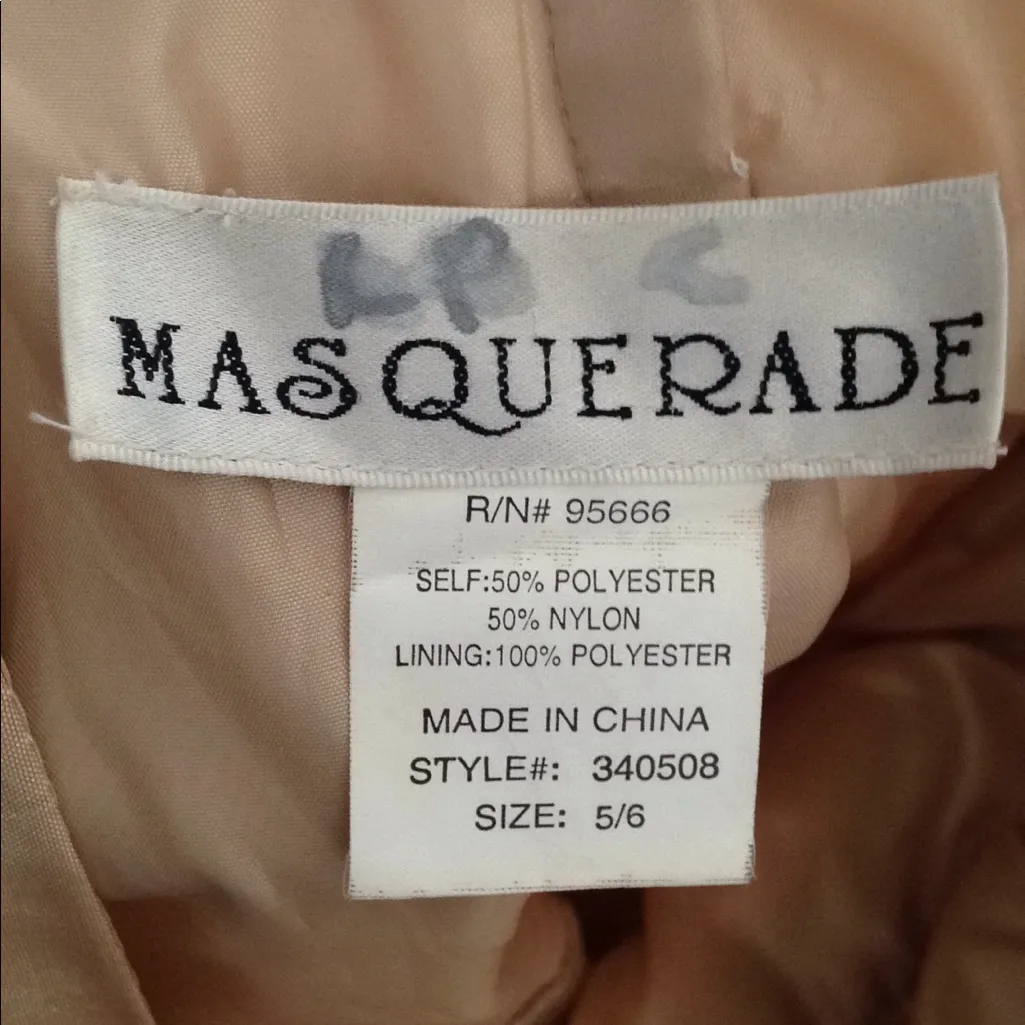 MASQUERADE
R/N# 95666
SELF:50% POLYESTER
50% NYLON
LINING:100% POLYESTER
MADE IN CHINA
STYLE#: 340508
SIZE: 5/6